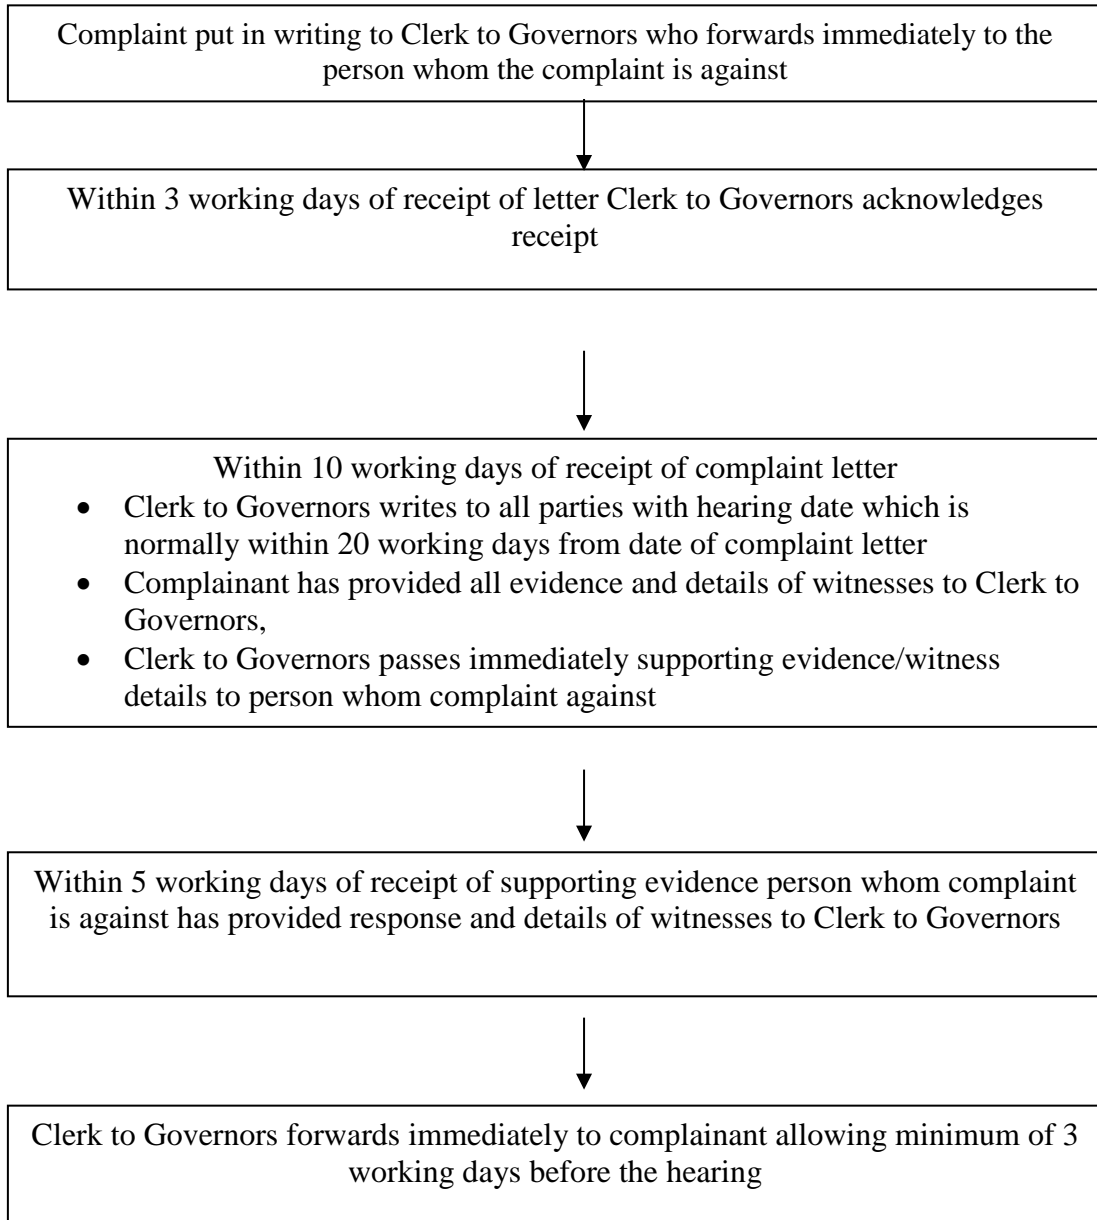 Complaint put in writing to Clerk to Governors who forwards immediately to the
person whom the complaint is against
Within 3 working days of receipt of letter Clerk to Governors acknowledges
receipt
Within 10 working days of receipt of complaint letter
• Clerk to Governors writes to all parties with hearing date which is
normally within 20 working days from date of complaint letter
• Complainant has provided all evidence and details of witnesses to Clerk to
Governors,
• Clerk to Governors passes immediately supporting evidence/witness
details to person whom complaint against
Within 5 working days of receipt of supporting evidence person whom complaint
is against has provided response and details of witnesses to Clerk to Governors
Clerk to Governors forwards immediately to complainant allowing minimum of 3
working days before the hearing